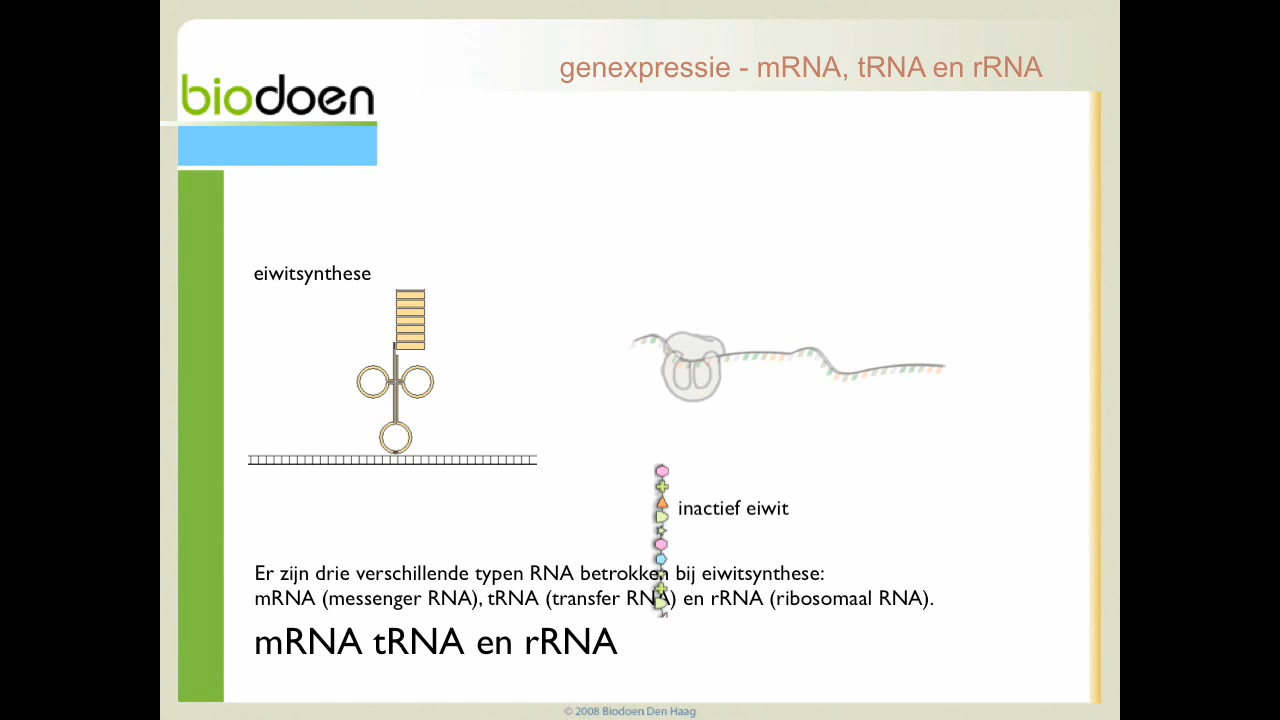 genexpressie - mRNA, tRNA en rRNA
biodoen
eiwitsynthese
inactief eiwit
Er zijn drie verschillende typen RNA betrokken bij eiwitsynthese:
mRNA (messenger RNA), tRNA (transfer RNA) en rRNA (ribosomaal RNA).
mRNA tRNA en rRNA
© 2008 Biodoen Den Haag